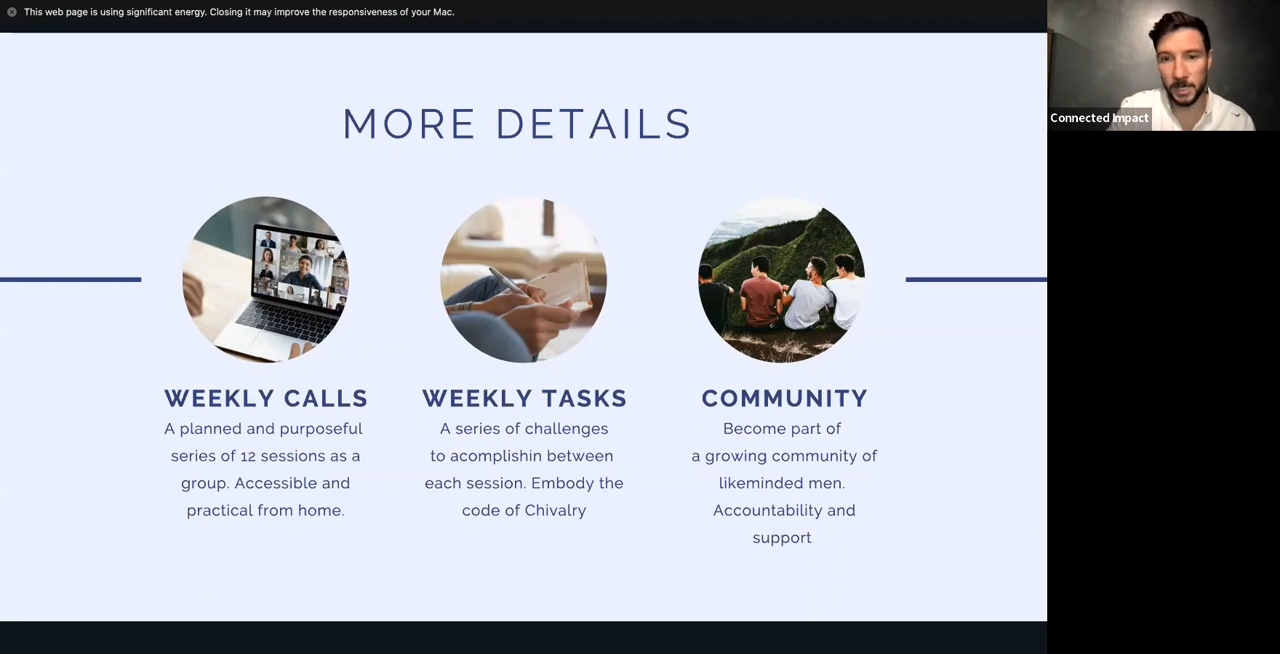 This web page is using significant energy. Closing it may improve the responsiveness of your Mac.
Connected Impact
MORE DETAILS
WEEKLY CALLS
A planned and purposeful
series of 12 sessions as a
group. Accessible and
practical from home.
WEEKLY TASKS
A series of challenges
to acomplishin between
each session. Embody the
code of Chivalry
COMMUNITY
Become part of
a growing community of
likeminded men.
Accountability and
support